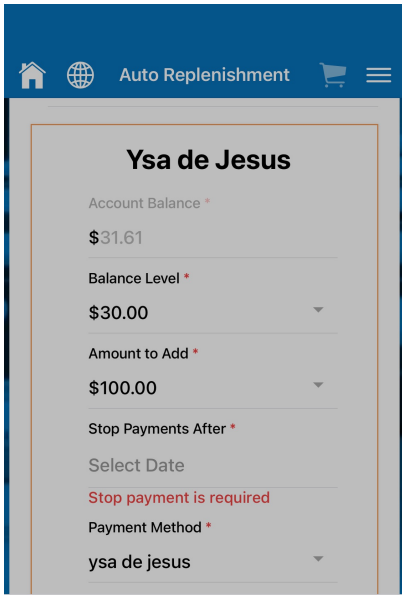 Auto Replenishment
Ysa de Jesus
Account Balance *
$31.61
Balance Level *
$30.00
Amount to Add *
$100.00
Stop Payments After *
Select Date
Stop payment is required
Payment Method *
ysa de jesus